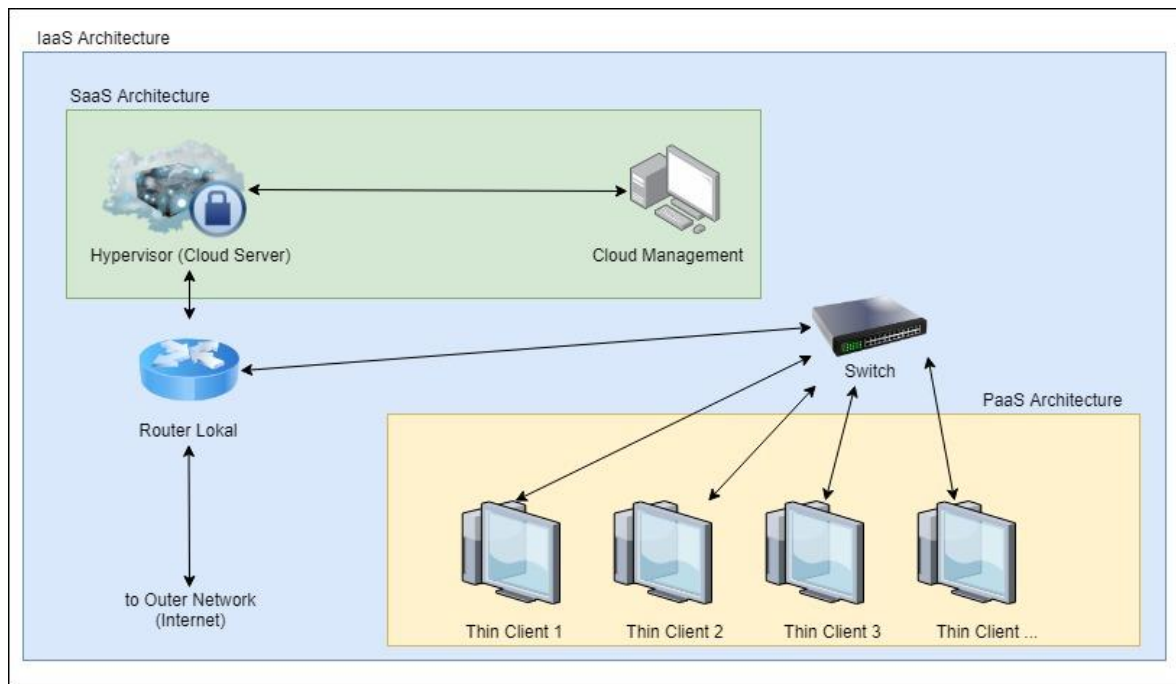 IaaS Architecture
SaaS Architecture
Hypervisor (Cloud Server)
Cloud Management
Switch
Router Lokal
PaaS Architecture
to Outer Network
(Internet)
Thin Client 1
Thin Client 2
Thin Client 3
Thin Client ...